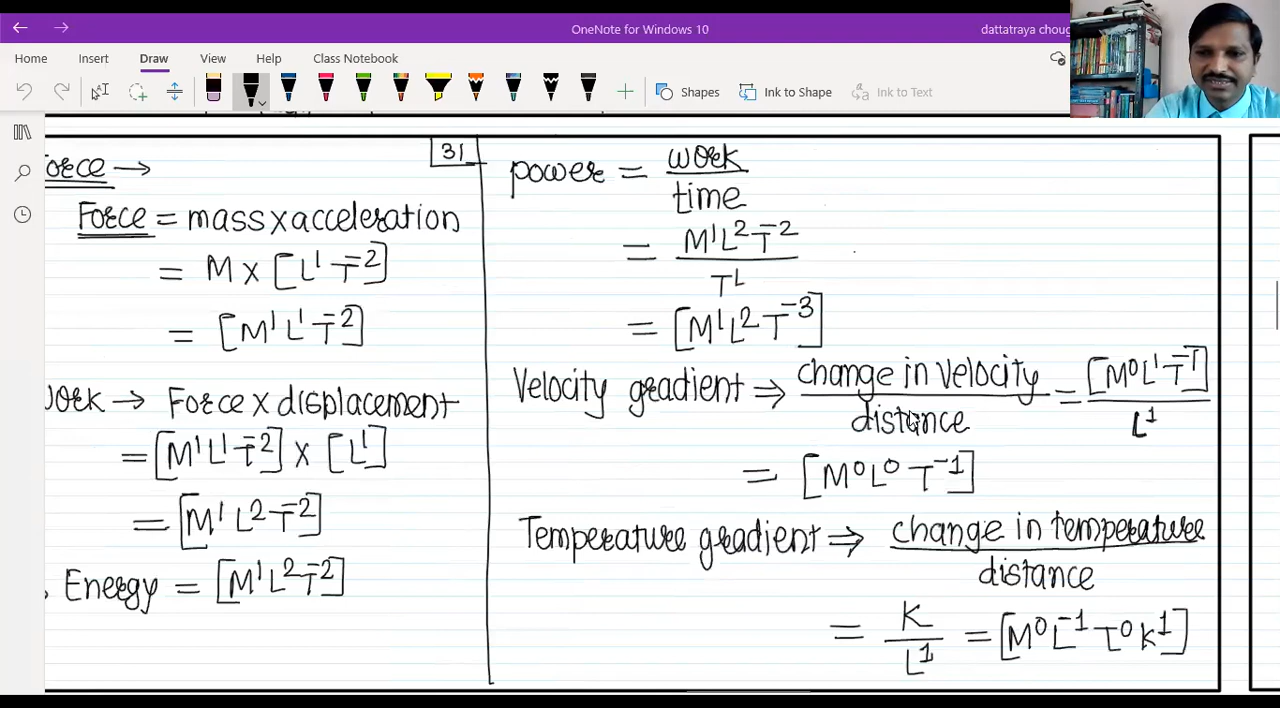 OneNote for Windows 10
dattatraya choug
Home Insert Draw View Help Class Notebook
Shapes Ink to Shape Ink to Text
31
Force →
Force = mass x acceleration
= M x [L¹ T⁻²]
= [M¹ L¹ T⁻²]
Work → Force x displacement
= [M¹ L¹ T⁻²] x [L¹]
= [M¹ L² T⁻²]
Energy = [M¹ L² T⁻²]
power = work
time
= M¹ L² T⁻²
T¹
= [M¹ L² T⁻³]
Velocity gradient ⇒ change in velocity = [M⁰ L¹ T⁻¹]
distance L¹
= [M⁰ L⁰ T⁻¹]
Temperature gradient ⇒ change in temperature
distance
= K = [M⁰ L⁻¹ T⁰ K¹]
L¹